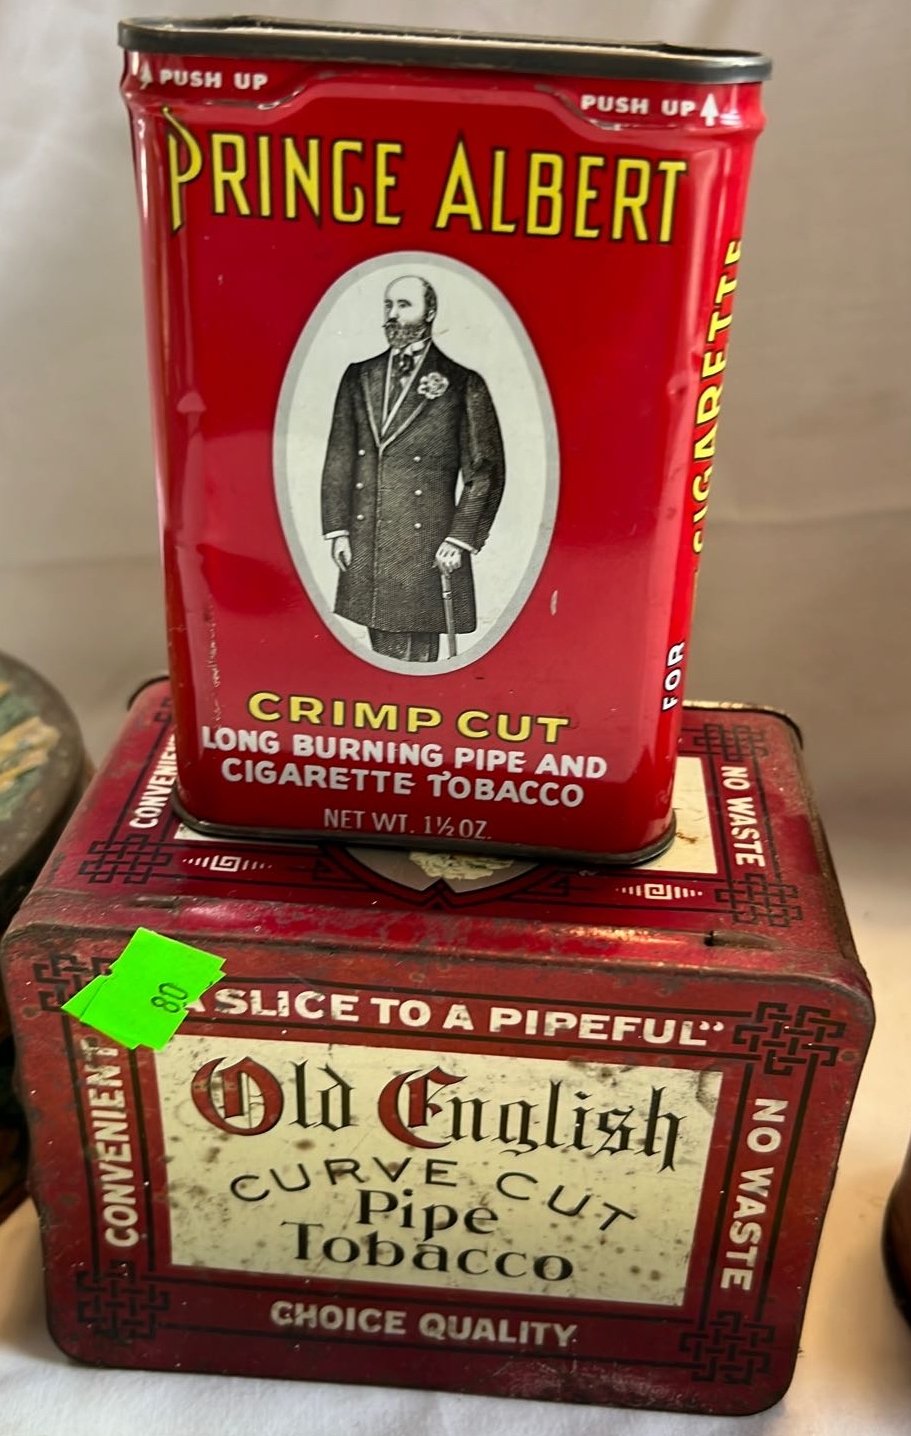 PUSH UP
PUSH UP
PRINCE ALBERT
CRIMP CUT
LONG BURNING PIPE AND
CIGARETTE TOBACCO
NET WT. 1½ OZ.
FOR CIGARETTE
NO WASTE
80
A SLICE TO A PIPEFUL"
CONVENIENT
Old English
CURVE CUT
Pipe
Tobacco
NO WASTE
CHOICE QUALITY